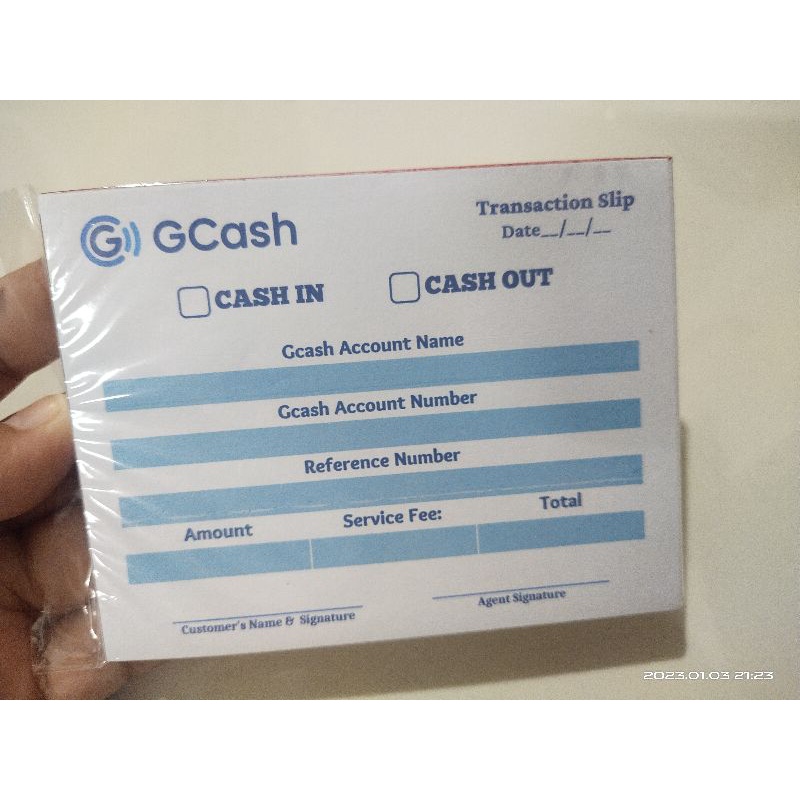 GCash
Transaction Slip
Date__/__/__
CASH IN
CASH OUT
Gcash Account Name
Gcash Account Number
Reference Number
Amount
Service Fee:
Total
Customer's Name & Signature
Agent Signature
2023.01.03 21:23